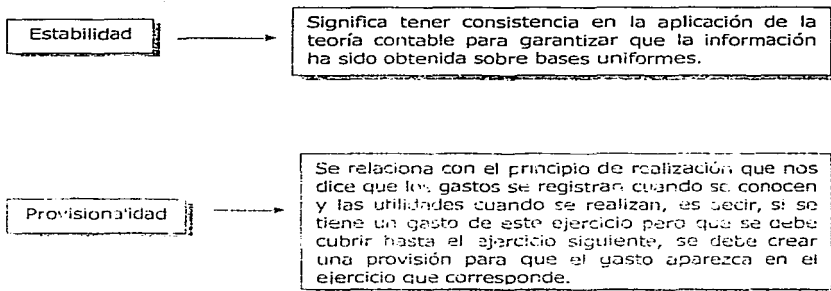 Estabilidad
Significa tener consistencia en la aplicación de la
teoría contable para garantizar que la información
ha sido obtenida sobre bases uniformes.
Provisionalidad
Se relaciona con el principio de realización que nos
dice que los gastos se registran cuando se conocen
y las utilidades cuando se realizan, es decir, si se
tiene un gasto de este ejercicio pero que se debe
cubrir hasta el ejercicio siguiente, se debe crear
una provisión para que el gasto aparezca en el
ejercicio que corresponde.